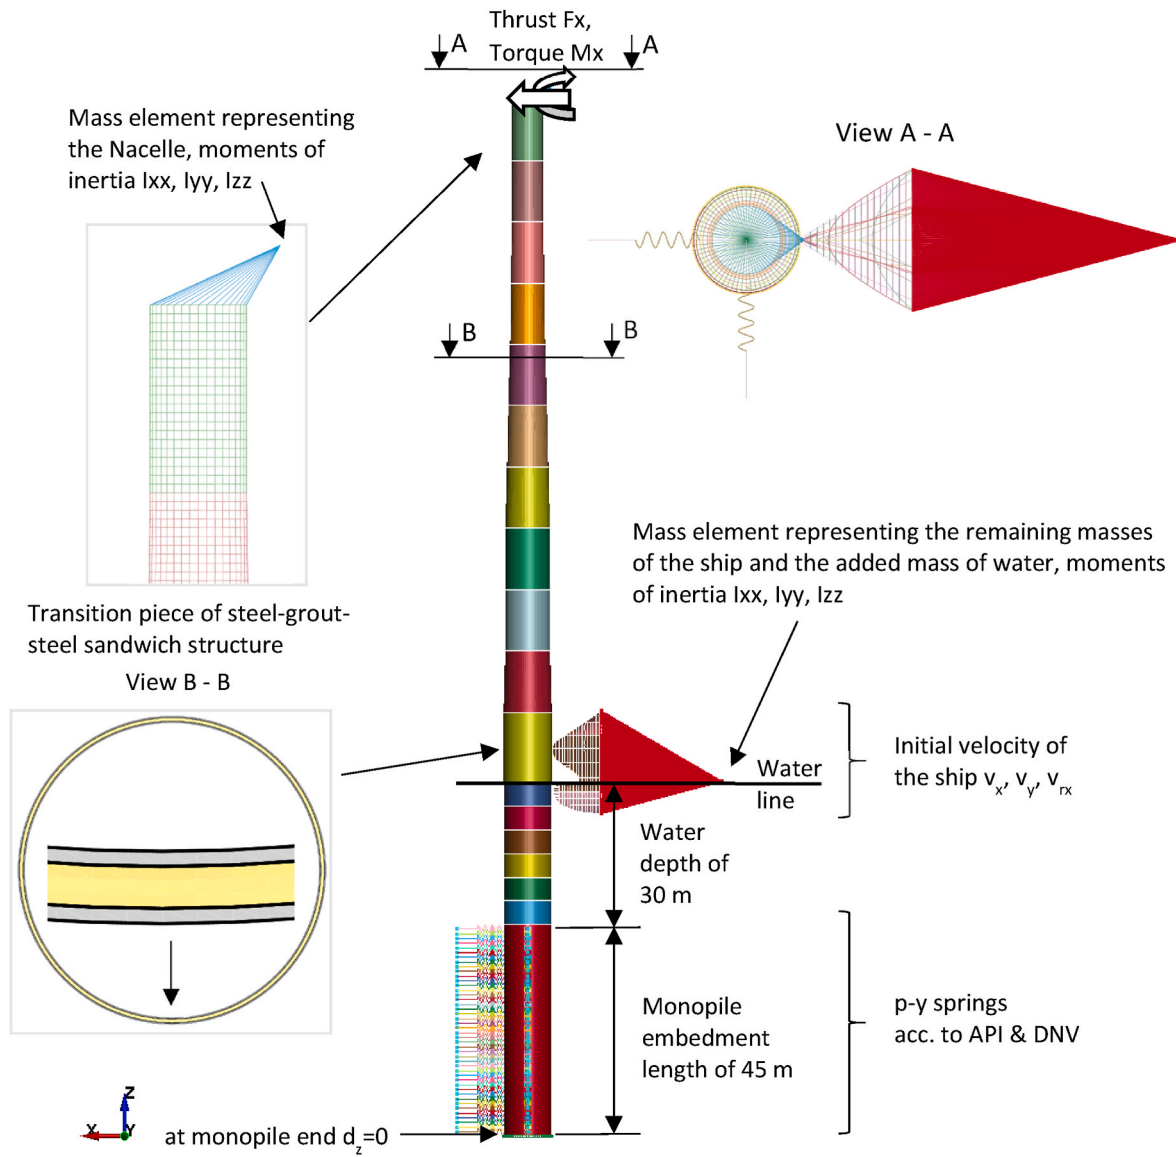 Thrust Fx,
Torque Mx
A
A
Mass element representing
the Nacelle, moments of
inertia Ixx, Iyy, Izz
View A - A
B
B
Mass element representing the remaining masses
of the ship and the added mass of water, moments
of inertia Ixx, Iyy, Izz
Transition piece of steel-grout-
steel sandwich structure
View B - B
Water
line
Initial velocity of
the ship vx, vy, vrx
Water
depth of
30 m
Monopile
embedment
length of 45 m
p-y springs
acc. to API & DNV
Z
X
Y
at monopile end dz=0